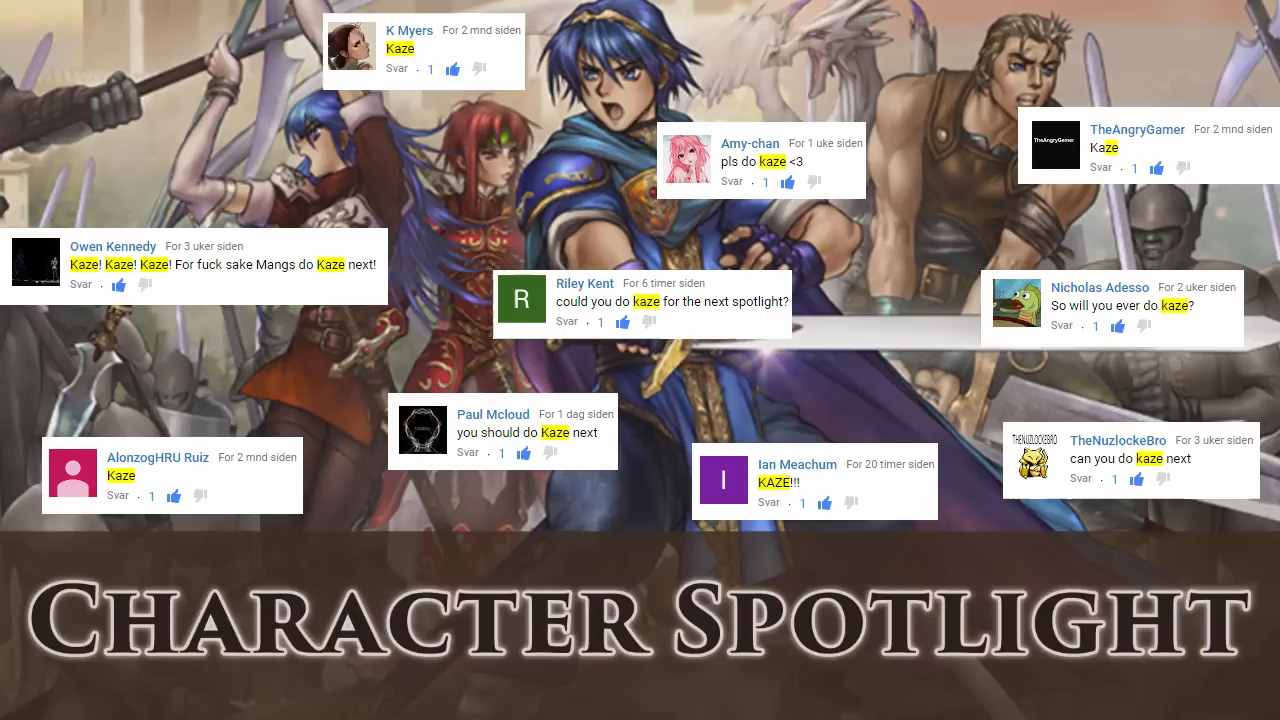 K Myers For 2 mnd siden
Kaze
Svar . 1
Amy-chan For 1 uke siden
pls do kaze <3
Svar . 1
TheAngryGamer
TheAngryGamer For 2 mnd siden
Kaze
Svar . 1
Owen Kennedy For 3 uker siden
Kaze! Kaze! Kaze! For fuck sake Mangs do Kaze next!
Svar .
R
Riley Kent For 6 timer siden
could you do kaze for the next spotlight?
Svar . 1
Nicholas Adesso For 2 uker siden
So will you ever do kaze?
Svar . 1
Paul Mcloud For 1 dag siden
you should do Kaze next
Svar . 1
THENUZLOCKEBRO
TheNuzlockeBro For 3 uker siden
can you do kaze next
Svar . 1
AlonzogHRU Ruiz For 2 mnd siden
Kaze
Svar . 1
I
Ian Meachum For 20 timer siden
KAZE!!!
Svar . 1
CHARACTER SPOTLIGHT